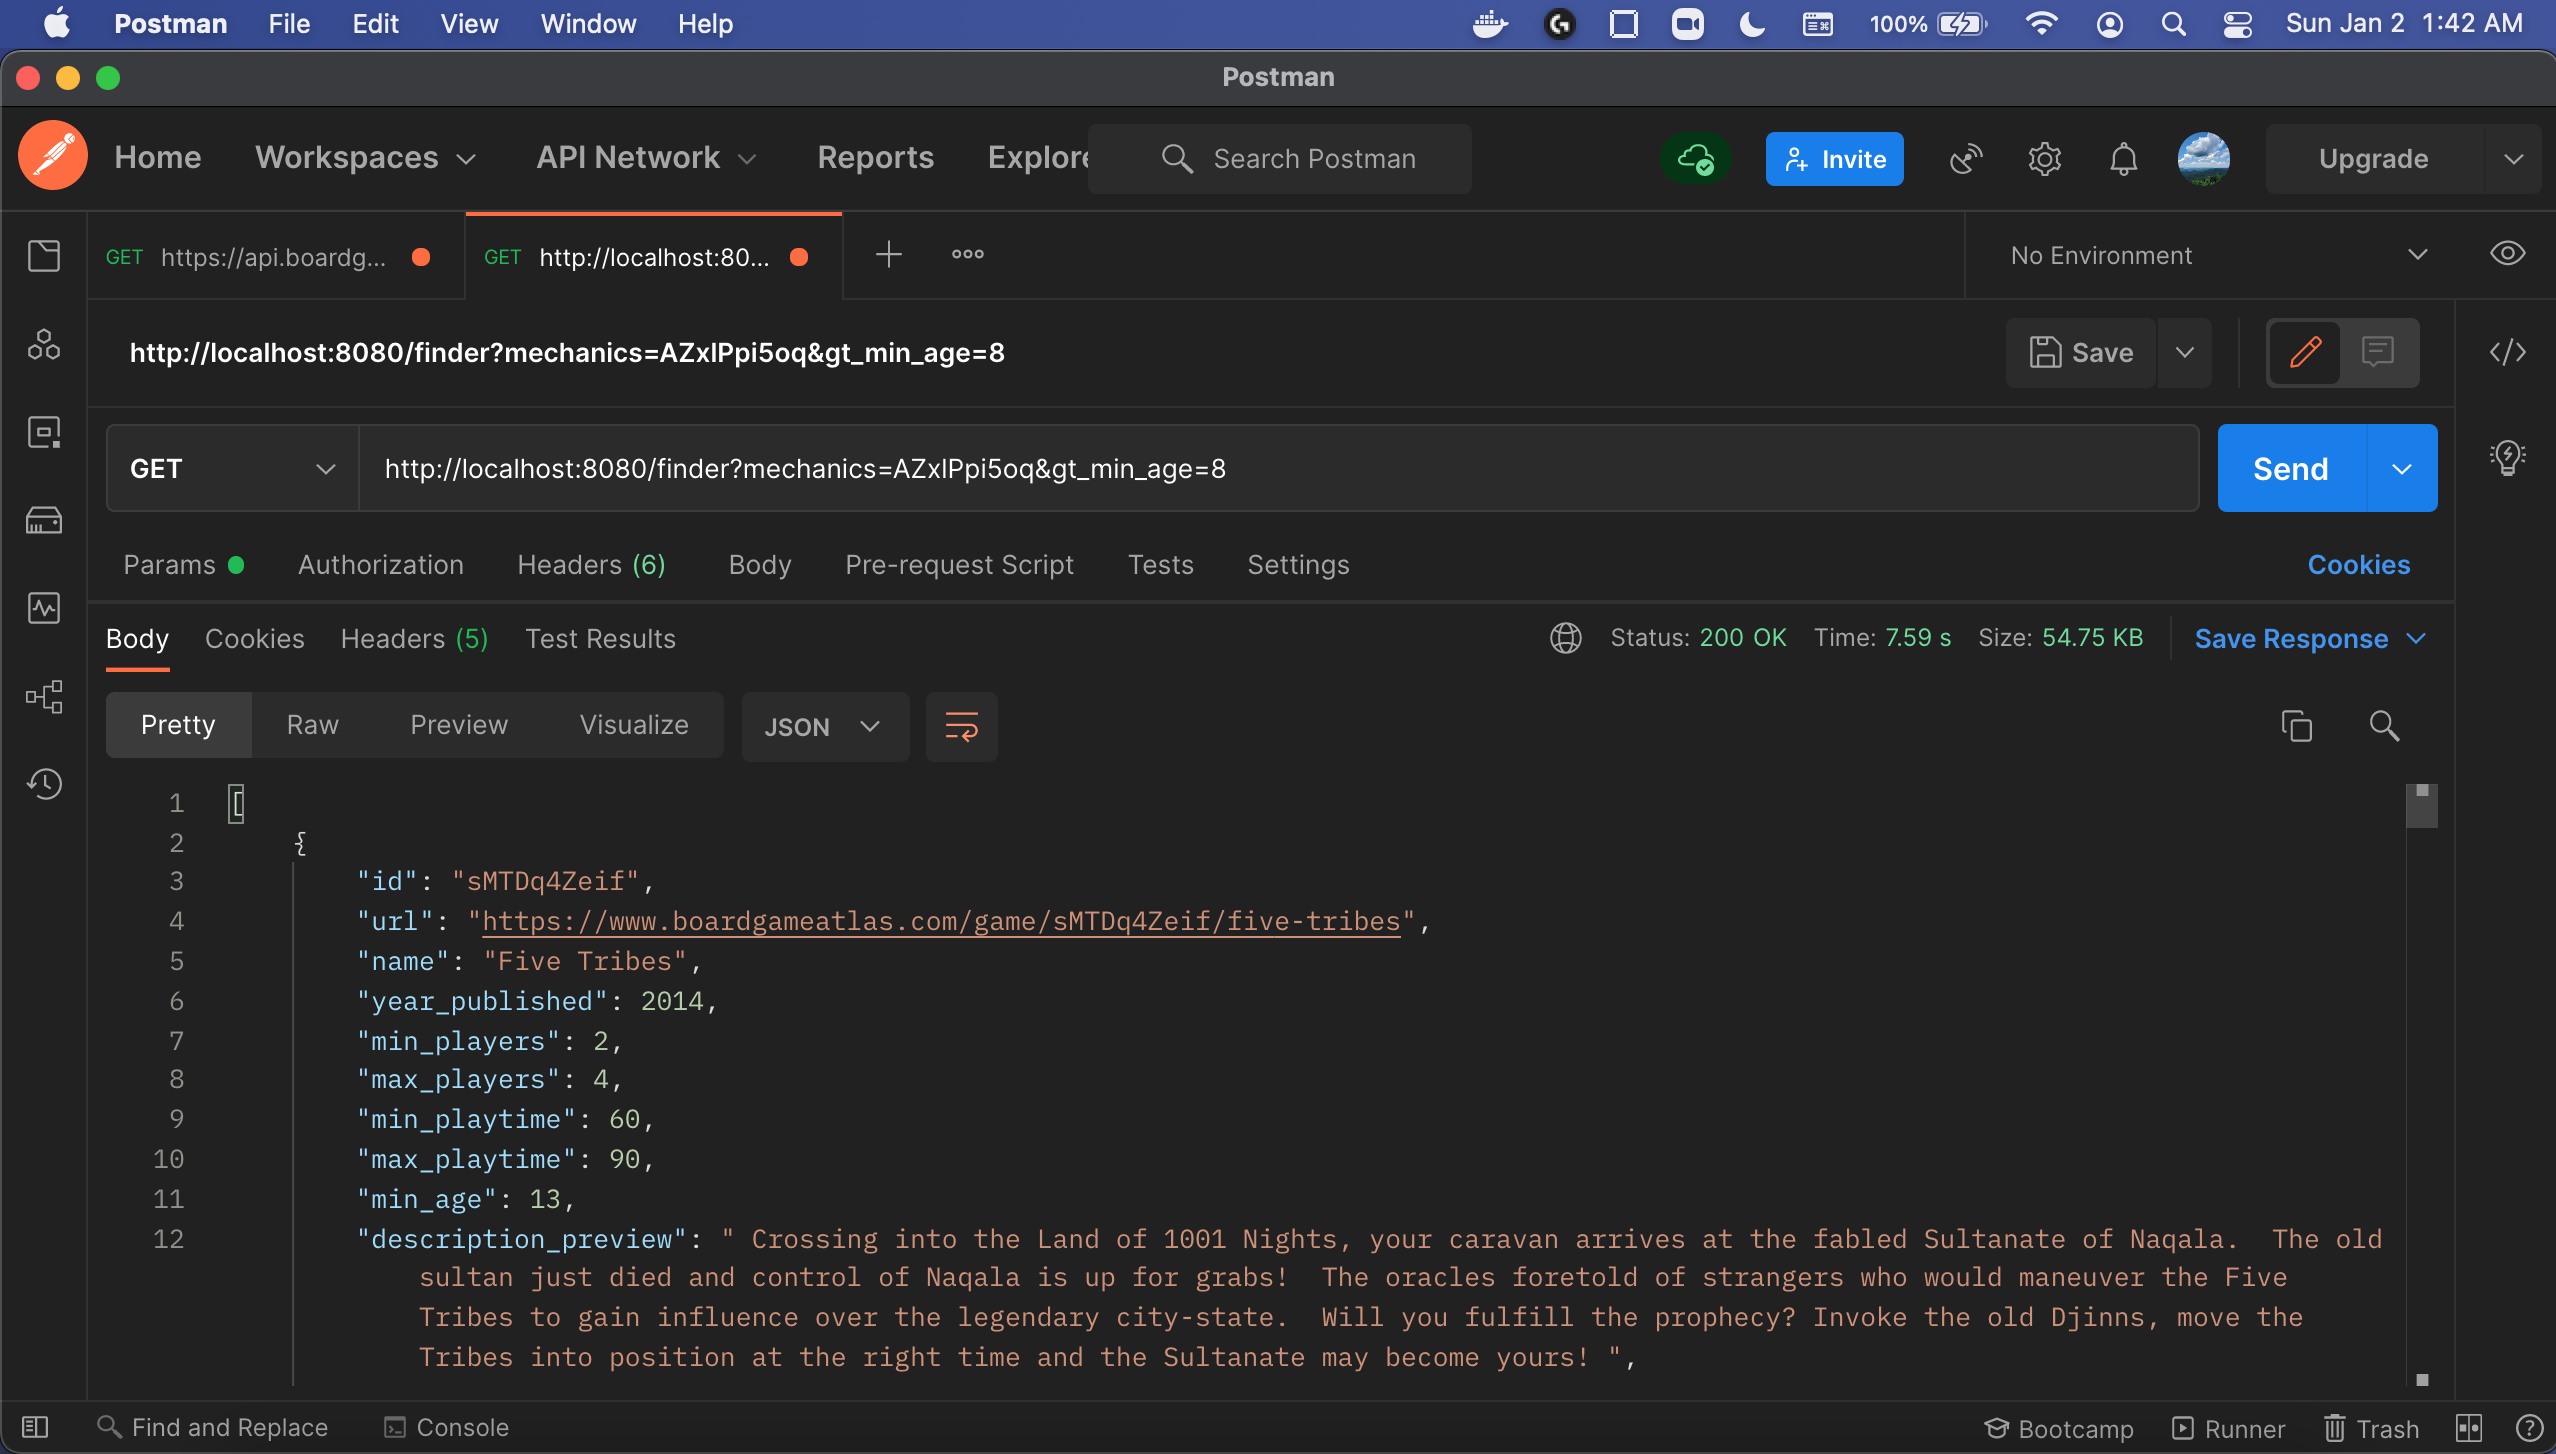 Postman File Edit View Window Help 100% Sun Jan 2 1:42 AM
Postman
Home Workspaces API Network Reports Explore Search Postman Invite Upgrade
GET https://api.boardg... GET http://localhost:80... No Environment
http://localhost:8080/finder?mechanics=AZxlPpi5oq&gt_min_age=8 Save
GET http://localhost:8080/finder?mechanics=AZxlPpi5oq&gt_min_age=8 Send
Params Authorization Headers (6) Body Pre-request Script Tests Settings Cookies
Body Cookies Headers (5) Test Results Status: 200 OK Time: 7.59 s Size: 54.75 KB Save Response
Pretty Raw Preview Visualize JSON
1 [
2 {
3 "id": "sMTDq4Zeif",
4 "url": "https://www.boardgameatlas.com/game/sMTDq4Zeif/five-tribes",
5 "name": "Five Tribes",
6 "year_published": 2014,
7 "min_players": 2,
8 "max_players": 4,
9 "min_playtime": 60,
10 "max_playtime": 90,
11 "min_age": 13,
12 "description_preview": " Crossing into the Land of 1001 Nights, your caravan arrives at the fabled Sultanate of Naqala.  The old
sultan just died and control of Naqala is up for grabs!  The oracles foretold of strangers who would maneuver the Five
Tribes to gain influence over the legendary city-state.  Will you fulfill the prophecy? Invoke the old Djinns, move the
Tribes into position at the right time and the Sultanate may become yours! ",
Find and Replace Console Bootcamp Runner Trash